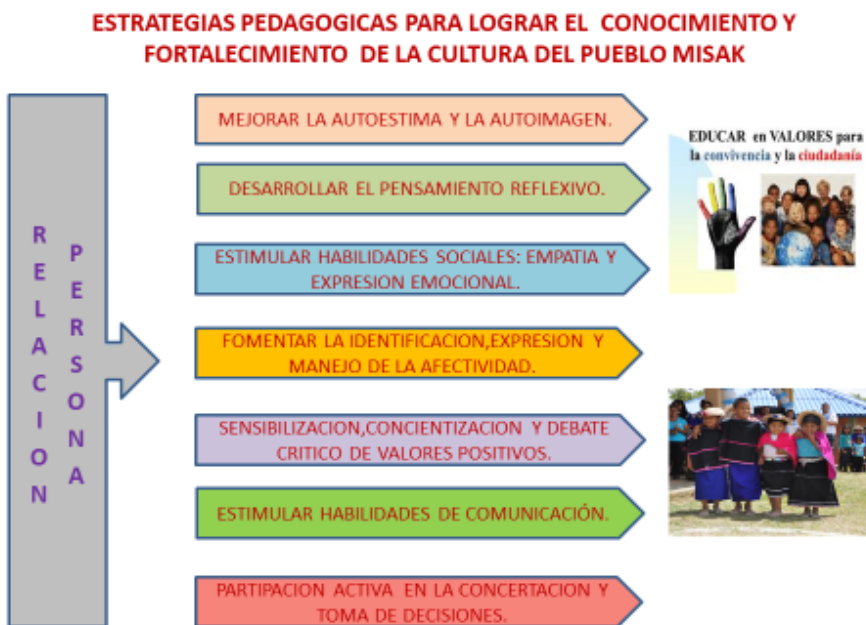 ESTRATEGIAS PEDAGOGICAS PARA LOGRAR EL CONOCIMIENTO Y
FORTALECIMIENTO DE LA CULTURA DEL PUEBLO MISAK
RELACION
PERSONA
MEJORAR LA AUTOESTIMA Y LA AUTOIMAGEN.
DESARROLLAR EL PENSAMIENTO REFLEXIVO.
ESTIMULAR HABILIDADES SOCIALES: EMPATIA Y
EXPRESION EMOCIONAL.
FOMENTAR LA IDENTIFICACION,EXPRESION Y
MANEJO DE LA AFECTIVIDAD.
SENSIBILIZACION,CONCIENTIZACION Y DEBATE
CRITICO DE VALORES POSITIVOS.
ESTIMULAR HABILIDADES DE COMUNICACIÓN.
PARTIPACION ACTIVA EN LA CONCERTACION Y
TOMA DE DECISIONES.
EDUCAR en VALORES para
la convivencia y la ciudadanía